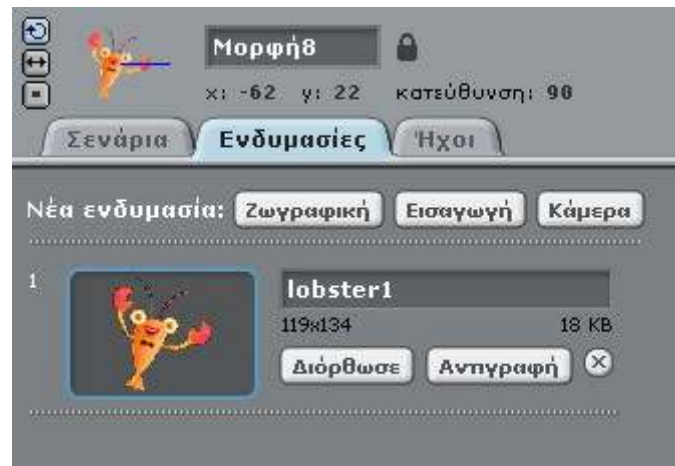 Μορφή8
x: -62 y: 22 κατεύθυνση: 90
Σενάρια Ενδυμασίες Ήχοι
Νέα ενδυμασία: Ζωγραφική Εισαγωγή Κάμερα
1
lobster1
119x134 18 KB
Διόρθωσε Αντιγραφή